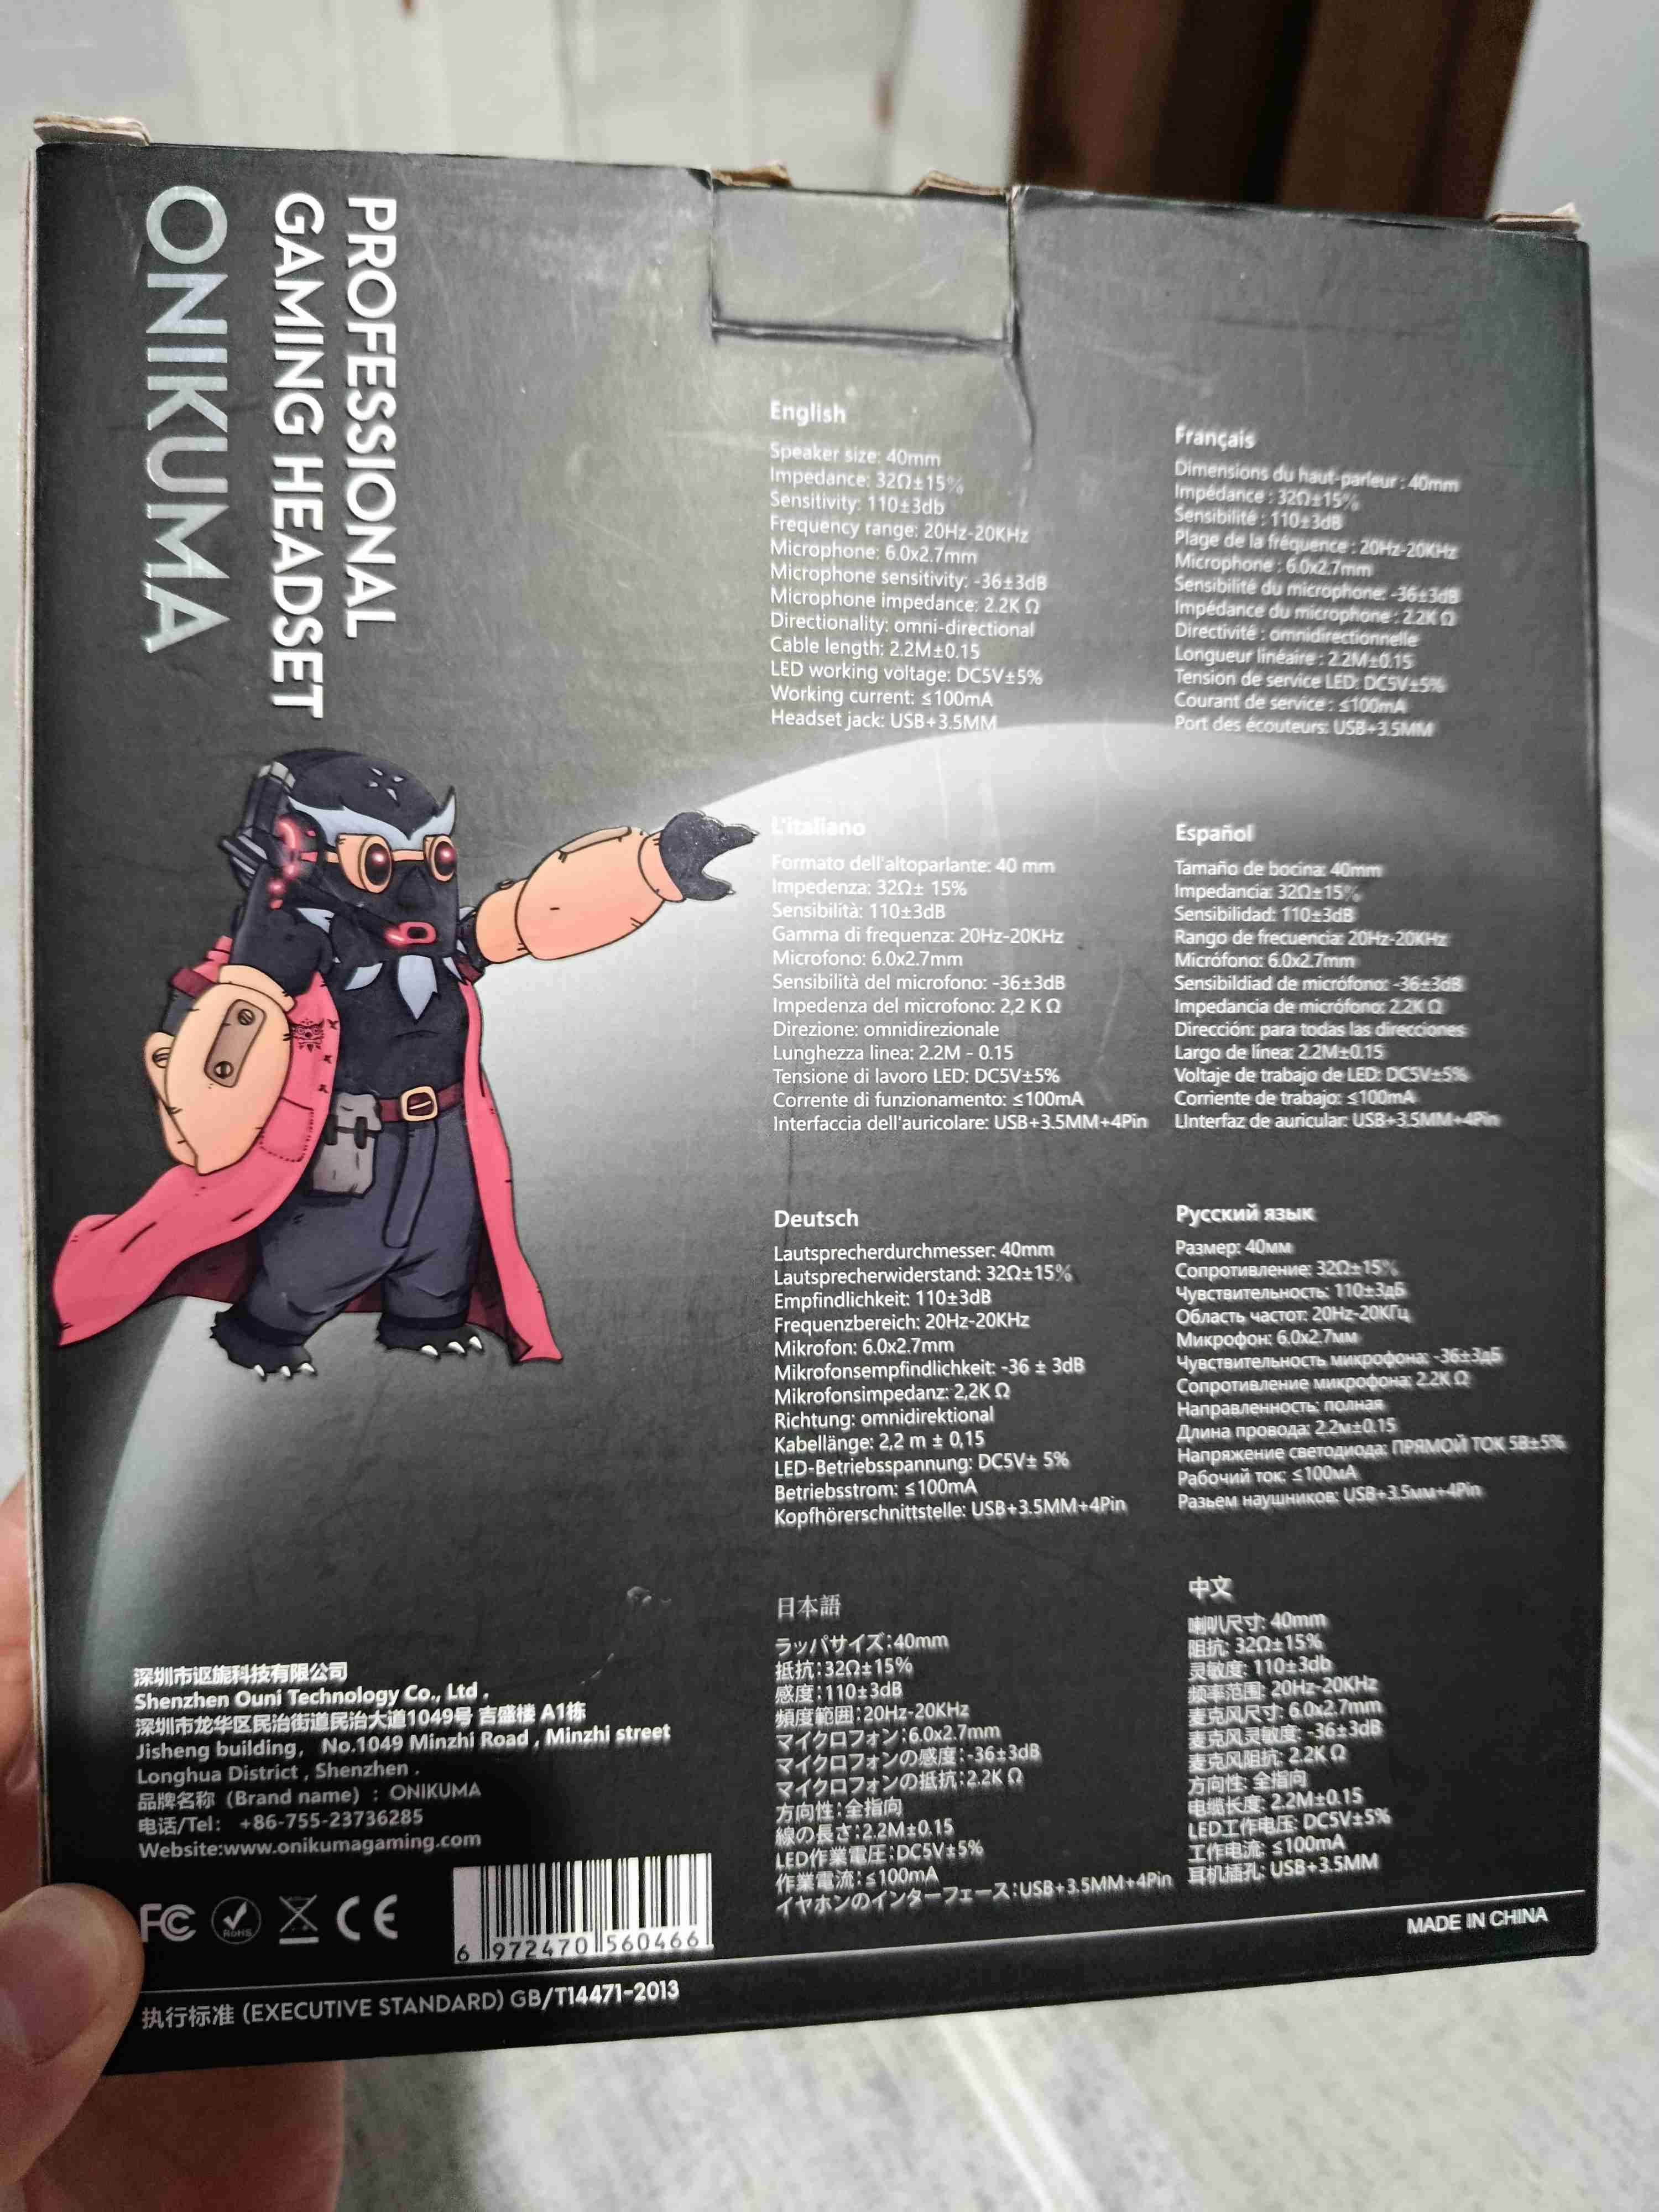 PROFESSIONAL
GAMING HEADSET
ONIKUMA
English
Speaker size: 40mm
Impedance: 32Ω±15%
Sensitivity: 110±3db
Frequency range: 20Hz-20KHz
Microphone: 6.0x2.7mm
Microphone sensitivity: -36±3dB
Microphone impedance: 2.2K Ω
Directionality: omni-directional
Cable length: 2.2M±0.15
LED working voltage: DC5V±5%
Working current: ≤100mA
Headset jack: USB+3.5MM
Français
Dimensions du haut-parleur : 40mm
Impédance : 32Ω±15%
Sensibilité : 110±3dB
Plage de la fréquence : 20Hz-20KHz
Microphone : 6.0x2.7mm
Sensibilité du microphone: -36±3dB
Impédance du microphone : 2.2K Ω
Directivité : omnidirectionnelle
Longueur linéaire : 2.2M±0.15
Tension de service LED: DC5V±5%
Courant de service : ≤100mA
Port des écouteurs: USB+3.5MM
L'italiano
Formato dell'altoparlante: 40 mm
Impedenza: 32Ω± 15%
Sensibilità: 110±3dB
Gamma di frequenza: 20Hz-20KHz
Microfono: 6.0x2.7mm
Sensibilità del microfono: -36±3dB
Impedenza del microfono: 2,2 K Ω
Direzione: omnidirezionale
Lunghezza linea: 2.2M - 0.15
Tensione di lavoro LED: DC5V±5%
Corrente di funzionamento: ≤100mA
Interfaccia dell'auricolare: USB+3.5MM+4Pin
Español
Tamaño de bocina: 40mm
Impedancia: 32Ω±15%
Sensibilidad: 110±3dB
Rango de frecuencia: 20Hz-20KHz
Micrófono: 6.0x2.7mm
Sensibildiad de micrófono: -36±3dB
Impedancia de micrófono: 2.2K Ω
Dirección: para todas las direcciones
Largo de línea: 2.2M±0.15
Voltaje de trabajo de LED: DC5V±5%
Corriente de trabajo: ≤100mA
LInterfaz de auricular: USB+3.5MM+4Pin
Deutsch
Lautsprecherdurchmesser: 40mm
Lautsprecherwiderstand: 32Ω±15%
Empfindlichkeit: 110±3dB
Frequenzbereich: 20Hz-20KHz
Mikrofon: 6.0x2.7mm
Mikrofonsempfindlichkeit: -36 ± 3dB
Mikrofonsimpedanz: 2,2K Ω
Richtung: omnidirektional
Kabellänge: 2,2 m ± 0,15
LED-Betriebsspannung: DC5V± 5%
Betriebsstrom: ≤100mA
Kopfhörerschnittstelle: USB+3.5MM+4Pin
Русский язык
Размер: 40мм
Сопротивление: 32Ω±15%
Чувствительность: 110±3дБ
Область частот: 20Hz-20КГц
Микрофон: 6.0x2.7мм
Чувствительность микрофона: -36±3дБ
Сопротивление микрофона: 2.2K Ω
Направленность: полная
Длина провода: 2.2м±0.15
Напряжение светодиода: ПРЯМОЙ ТОК 5В±5%
Рабочий ток: ≤100мА
Разьем наушников: USB+3.5мм+4Pin
日本語
ラッパサイズ:40mm
抵抗:32Ω±15%
感度:110±3dB
頻度範囲:20Hz-20KHz
マイクロフォン:6.0x2.7mm
マイクロフォンの感度:-36±3dB
マイクロフォンの抵抗:2.2K Ω
方向性:全指向
線の長さ:2.2M±0.15
LED作業電圧:DC5V±5%
作業電流:≤100mA
イヤホンのインターフェース:USB+3.5MM+4Pin
中文
喇叭尺寸: 40mm
阻抗: 32Ω±15%
灵敏度: 110±3db
频率范围: 20Hz-20KHz
麦克风尺寸: 6.0x2.7mm
麦克风灵敏度: -36±3dB
麦克风阻抗: 2.2K Ω
方向性: 全指向
电缆长度: 2.2M±0.15
LED工作电压: DC5V±5%
工作电流: ≤100mA
耳机插孔: USB+3.5MM
深圳市讴旎科技有限公司
Shenzhen Ouni Technology Co., Ltd .
深圳市龙华区民治街道民治大道1049号 吉盛楼 A1栋
Jisheng building, No.1049 Minzhi Road , Minzhi street
Longhua District , Shenzhen .
品牌名称 (Brand name) : ONIKUMA
电话/Tel: +86-755-23736285
Website:www.onikumagaming.com
FC RoHS CE
6 972470 560466
MADE IN CHINA
执行标准 (EXECUTIVE STANDARD) GB/T14471-2013